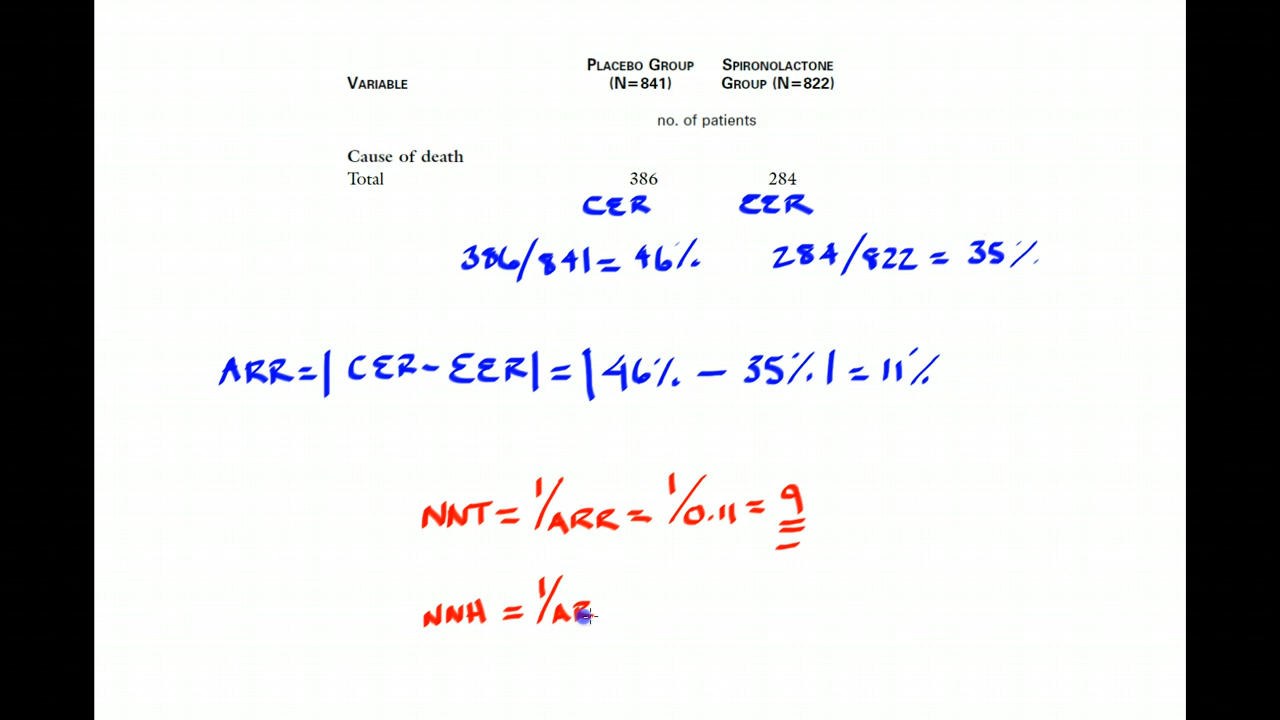 PLACEBO GROUP SPIRONOLACTONE
VARIABLE (N=841) GROUP (N=822)
no. of patients
Cause of death
Total 386 284
CER EER
386/841 = 46% 284/822 = 35%
ARR = | CER - EER | = | 46% - 35% | = 11%
NNT = 1/ARR = 1/0.11 = 9
NNH = 1/AR